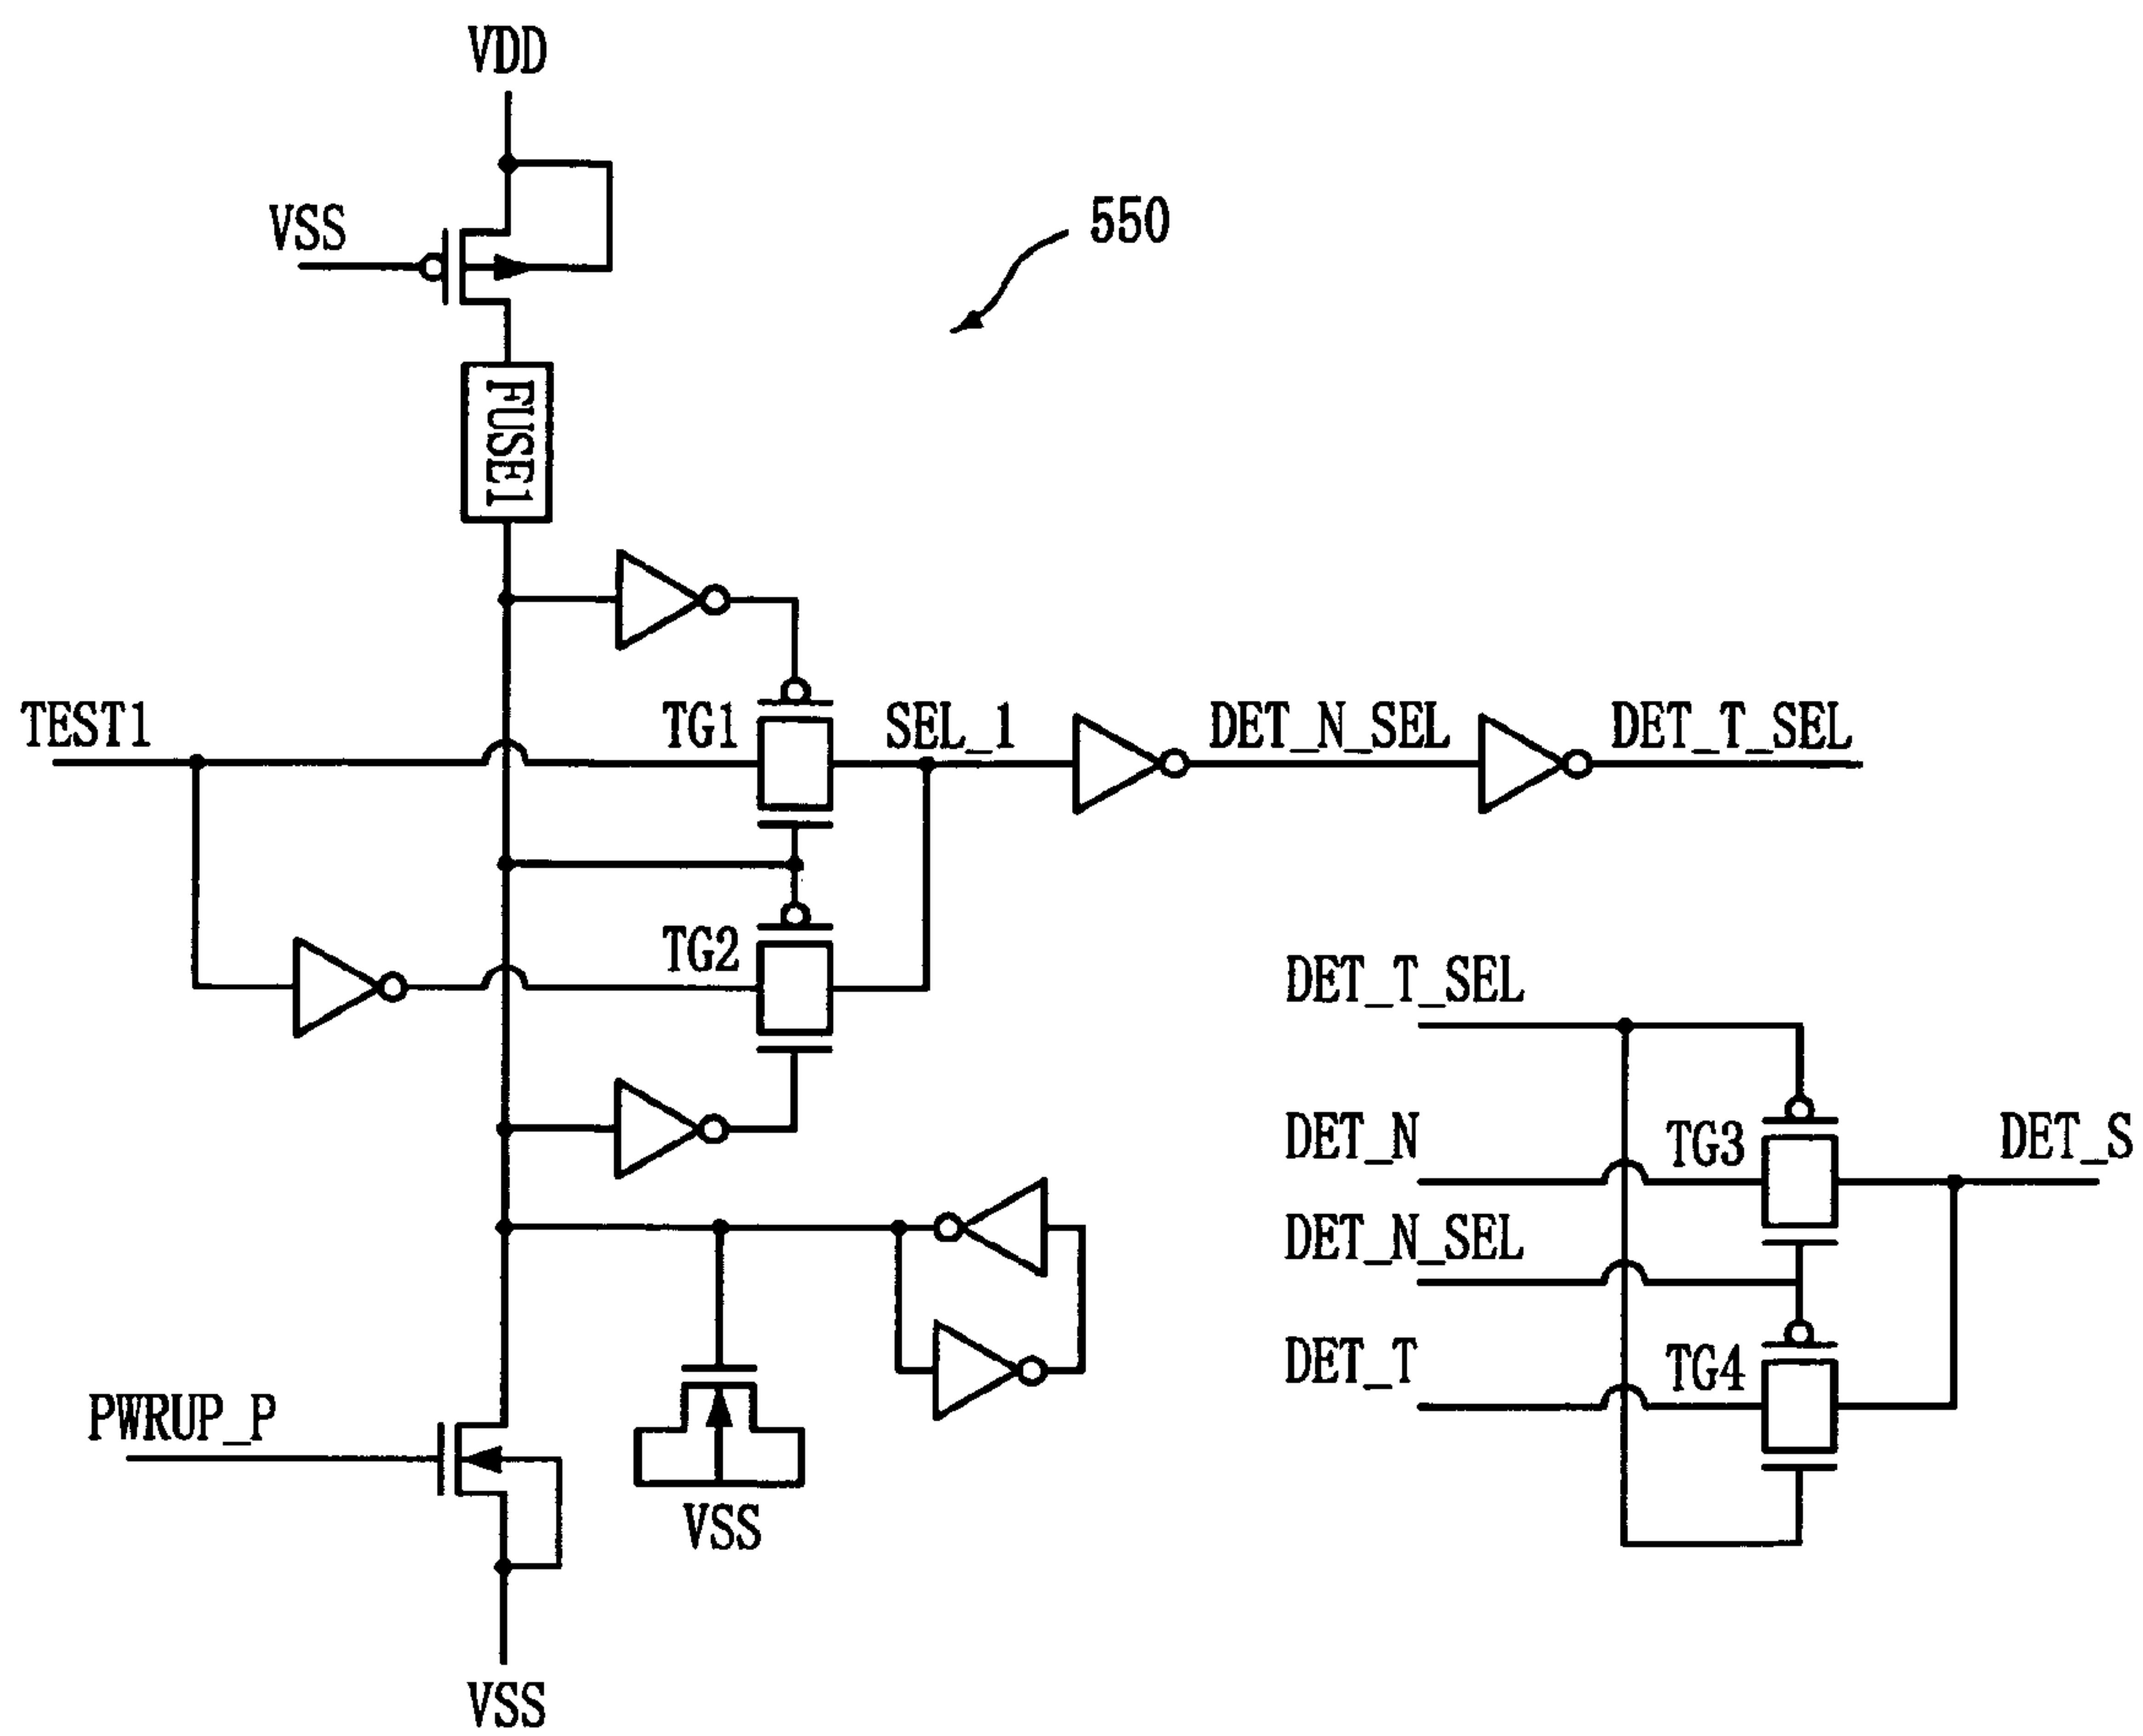 VDD
VSS
550
FUSE1
TEST1
TG1
SEL_1
DET_N_SEL
DET_T_SEL
TG2
DET_T_SEL
DET_N
TG3
DET_S
DET_N_SEL
DET_T
TG4
PWRUP_P
VSS
VSS